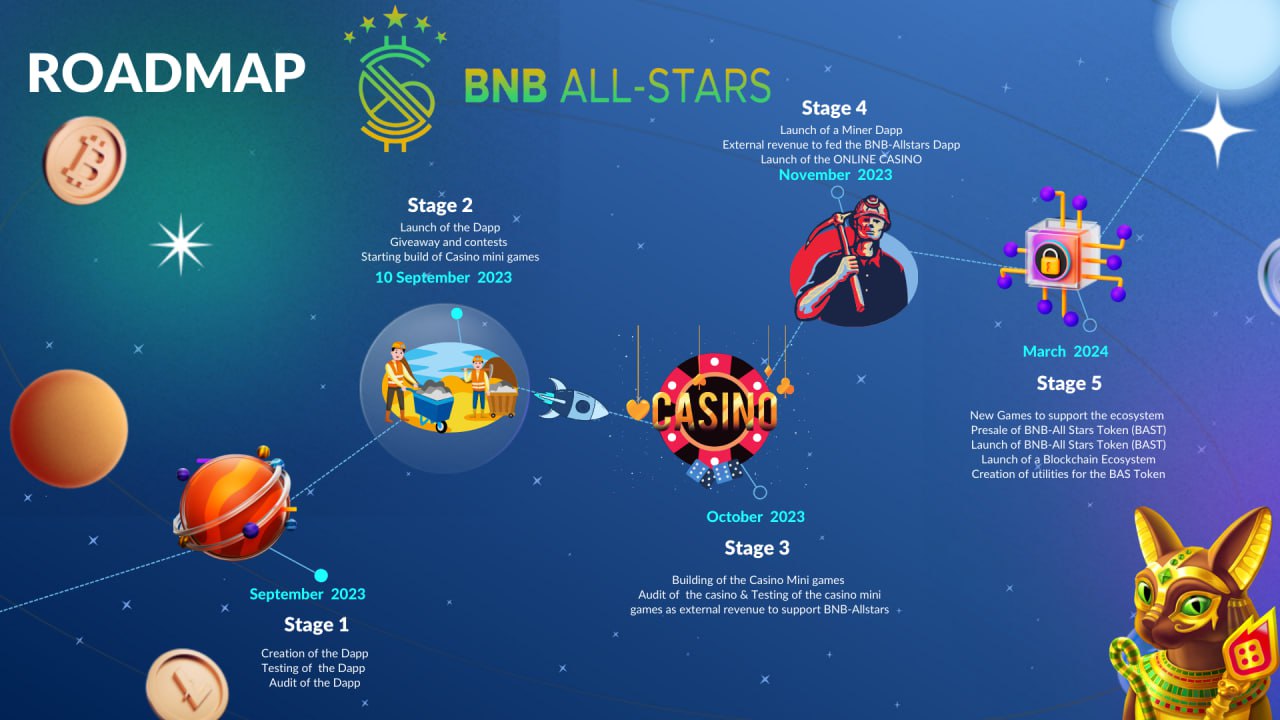 ROADMAP
BNB ALL-STARS
Stage 4
Launch of a Miner Dapp
External revenue to fed the BNB-Allstars Dapp
Launch of the ONLINE CASINO
November 2023
Stage 2
Launch of the Dapp
Giveaway and contests
Starting build of Casino mini games
10 September 2023
CASINO
March 2024
Stage 5
New Games to support the ecosystem
Presale of BNB-All Stars Token (BAST)
Launch of BNB-All Stars Token (BAST)
Launch of a Blockchain Ecosystem
Creation of utilities for the BAS Token
October 2023
Stage 3
Building of the Casino Mini games
Audit of the casino & Testing of the casino mini
games as external revenue to support BNB-Allstars
September 2023
Stage 1
Creation of the Dapp
Testing of the Dapp
Audit of the Dapp